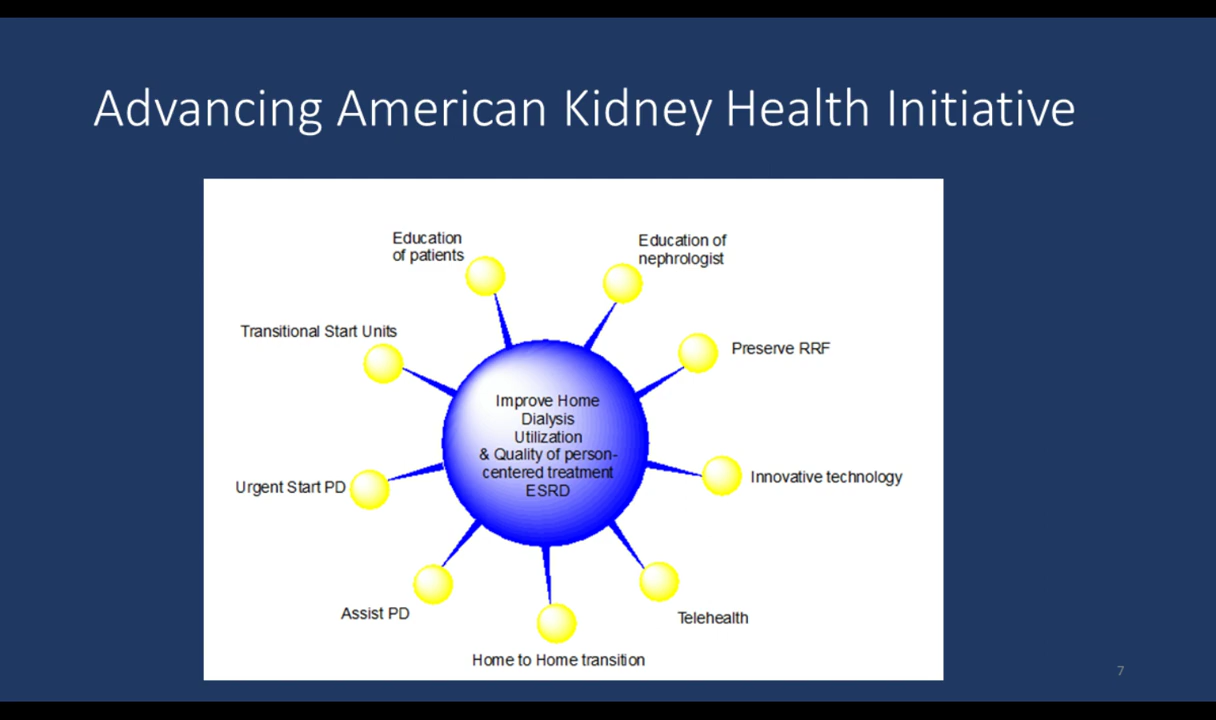 Advancing American Kidney Health Initiative
Education
of patients
Education of
nephrologist
Transitional Start Units
Preserve RRF
Improve Home
Dialysis
Utilization
& Quality of person-
centered treatment
ESRD
Urgent Start PD
Innovative technology
Assist PD
Telehealth
Home to Home transition
7